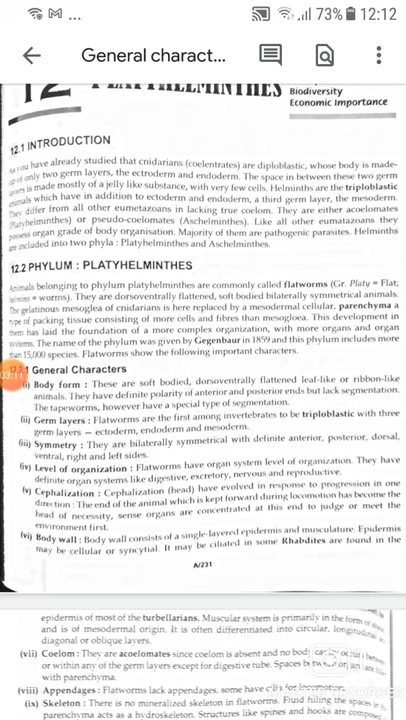 73% 12:12
General charact...
12 PLATYHELMINTHES
Biodiversity
Economic Importance
12.1 INTRODUCTION
As you have already studied that cnidarians (coelentrates) are diploblastic, whose body is made-
up of only two germ layers, the ectroderm and endoderm. The space in between these two germ
layers is made mostly of a jelly like substance, with very few cells. Helminths are the triploblastic
animals which have in addition to ectoderm and endoderm, a third germ layer, the mesoderm.
They differ from all other eumetazoans in lacking true coelom. They are either acoelomates
(Platyhelminthes) or pseudo-coelomates (Aschelminthes). Like all other eumatazoans they
possess organ grade of body organisation. Majority of them are pathogenic parasites. Helminths
are included into two phyla : Platyhelminthes and Aschelminthes.
12.2 PHYLUM : PLATYHELMINTHES
Animals belonging to phylum platyhelminthes are commonly called flatworms (Gr. Platy = Flat;
helmins = worms). They are dorsoventrally flattened, soft bodied bilaterally symmetrical animals.
The gelatinous mesoglea of cnidarians is here replaced by a mesodermal cellular, parenchyma a
type of packing tissue consisting of more cells and fibres than mesogloea. This development in
them has laid the foundation of a more complex organization, with more organs and organ
systems. The name of the phylum was given by Gegenbaur in 1859 and this phylum includes more
than 15,000 species. Flatworms show the following important characters.
03:11 1 General Characters
(i) Body form : These are soft bodied, dorsoventrally flattened leaf-like or ribbon-like
animals. They have definite polarity of anterior and posterior ends but lack segmentation.
The tapeworms, however have a special type of segmentation.
(ii) Germ layers : Flatworms are the first among invertebrates to be triploblastic with three
germ layers — ectoderm, endoderm and mesoderm.
(iii) Symmetry : They are bilaterally symmetrical with definite anterior, posterior, dorsal,
ventral, right and left sides.
(iv) Level of organization : Flatworms have organ system level of organization. They have
definite organ systems like digestive, excretory, nervous and reproductive.
(v) Cephalization : Cephalization (head) have evolved in response to progression in one
direction : The end of the animal which is kept forward during locomotion has become the
head of necessity, sense organs are concentrated at this end to judge or meet the
environment first.
(vi) Body wall : Body wall consists of a single-layered epidermis and musculature. Epidermis
may be cellular or syncytial. It may be ciliated in some Rhabdites are found in the
A/231
epidermis of most of the turbellarians. Muscular system is primarily in the form of
and is of mesodermal origin. It is often differentiated into circular, longitudinal,
diagonal or oblique layers.
(vii) Coelom : They are acoelomates since coelom is absent and no body cavity occurs between
or within any of the germ layers except for digestive tube. Spaces between organ are
with parenchyma.
(viii) Appendages : Flatworms lack appendages, some have cilia for locomotion.
(ix) Skeleton : There is no mineralized skeleton in flatworms. Fluid filling the spaces in
parenchyma acts as a hydroskeleton. Structures like spines and hooks are composed